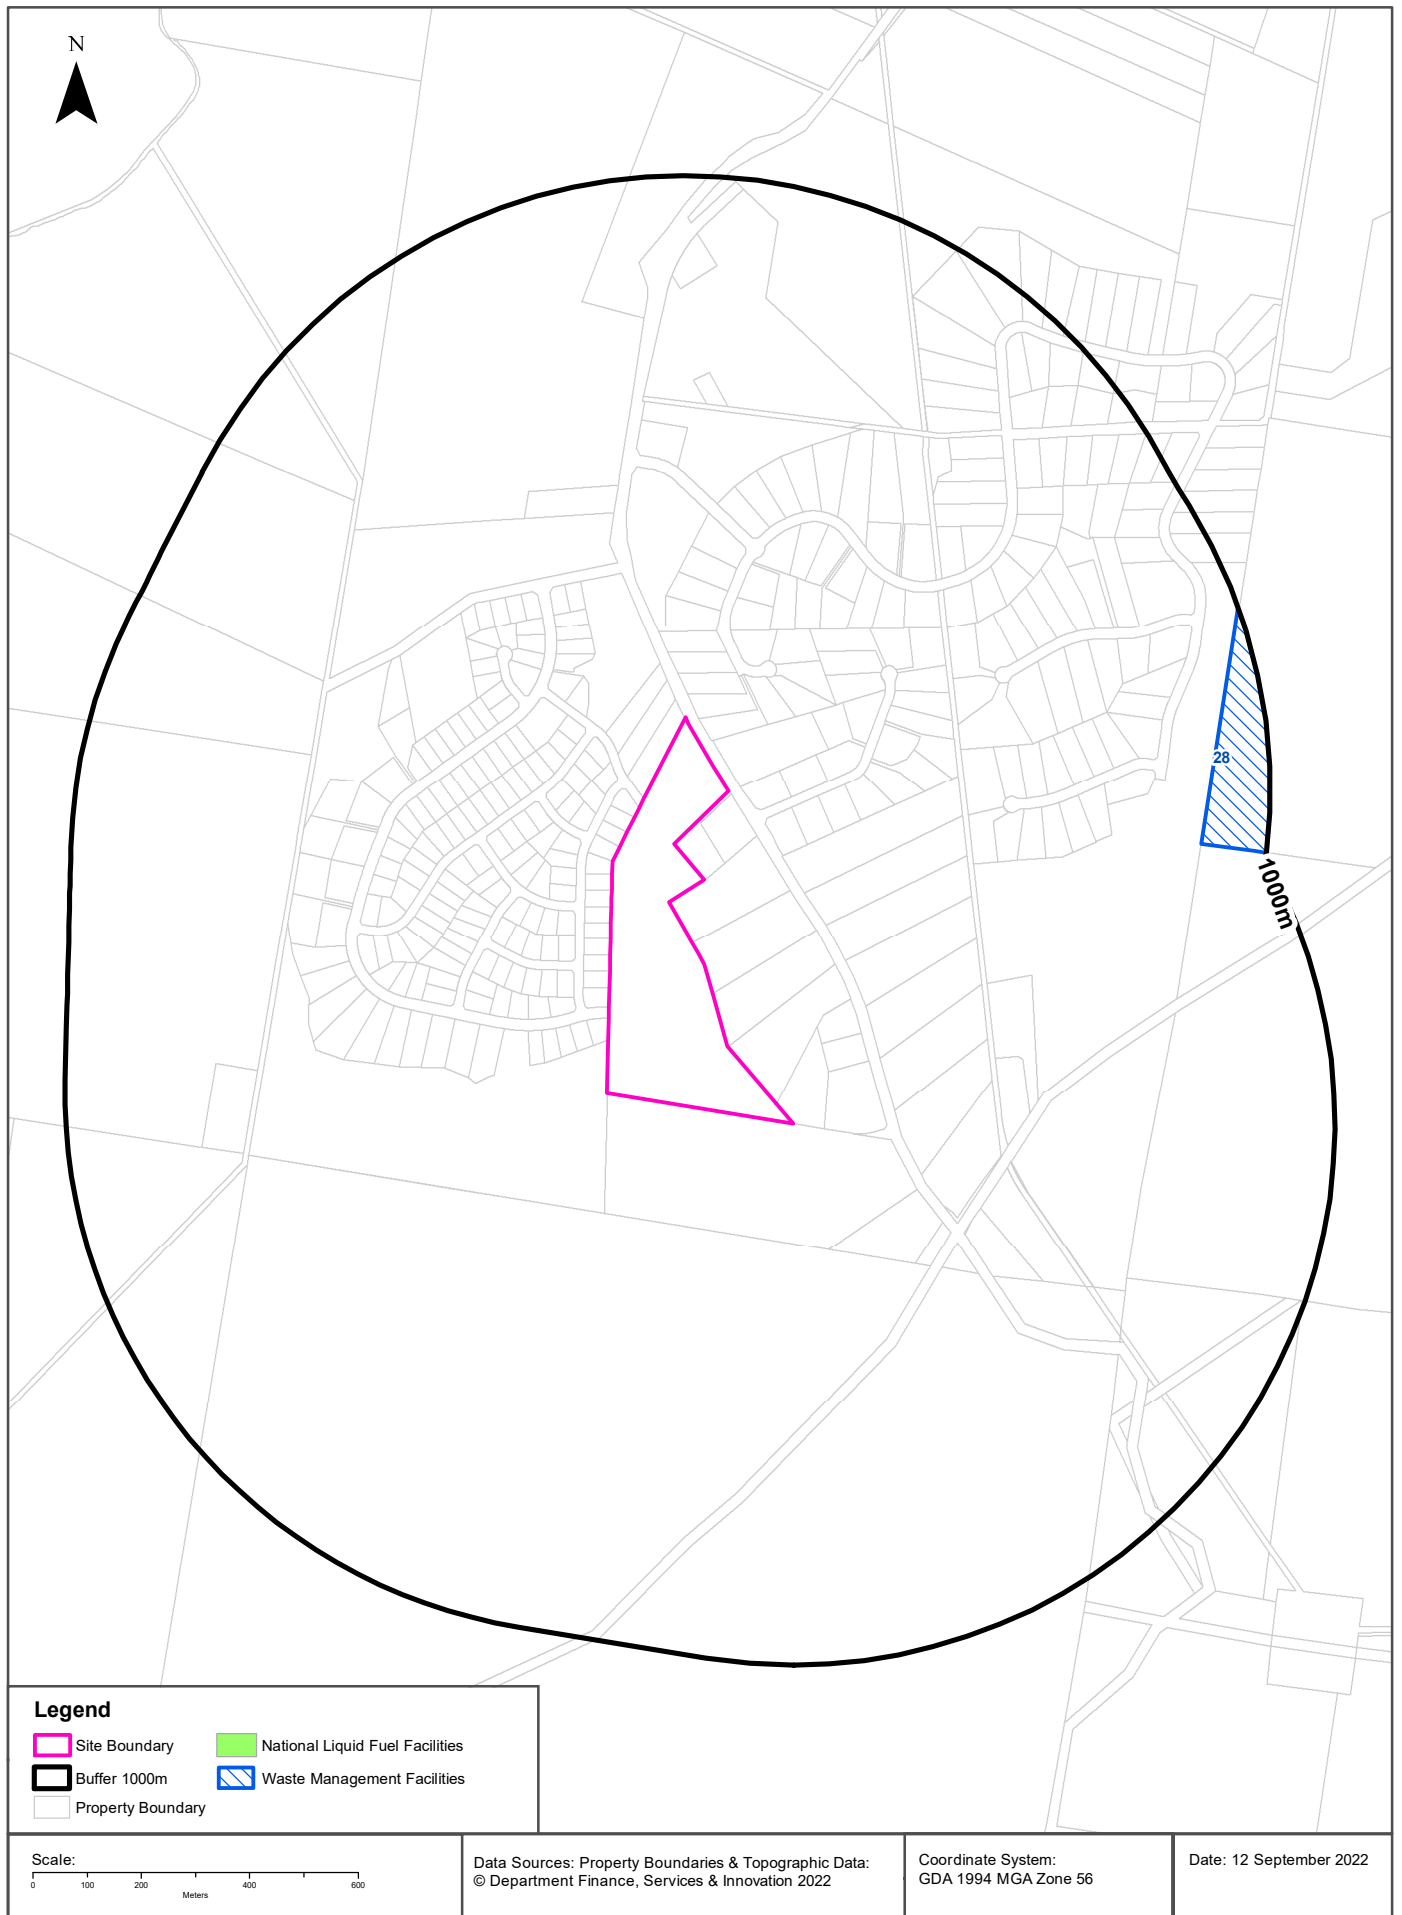 N
28
1000m
Legend
Site Boundary
National Liquid Fuel Facilities
Buffer 1000m
Waste Management Facilities
Property Boundary
Scale:
0 100 200 400 600
Meters
Data Sources: Property Boundaries & Topographic Data:
© Department Finance, Services & Innovation 2022
Coordinate System:
GDA 1994 MGA Zone 56
Date: 12 September 2022